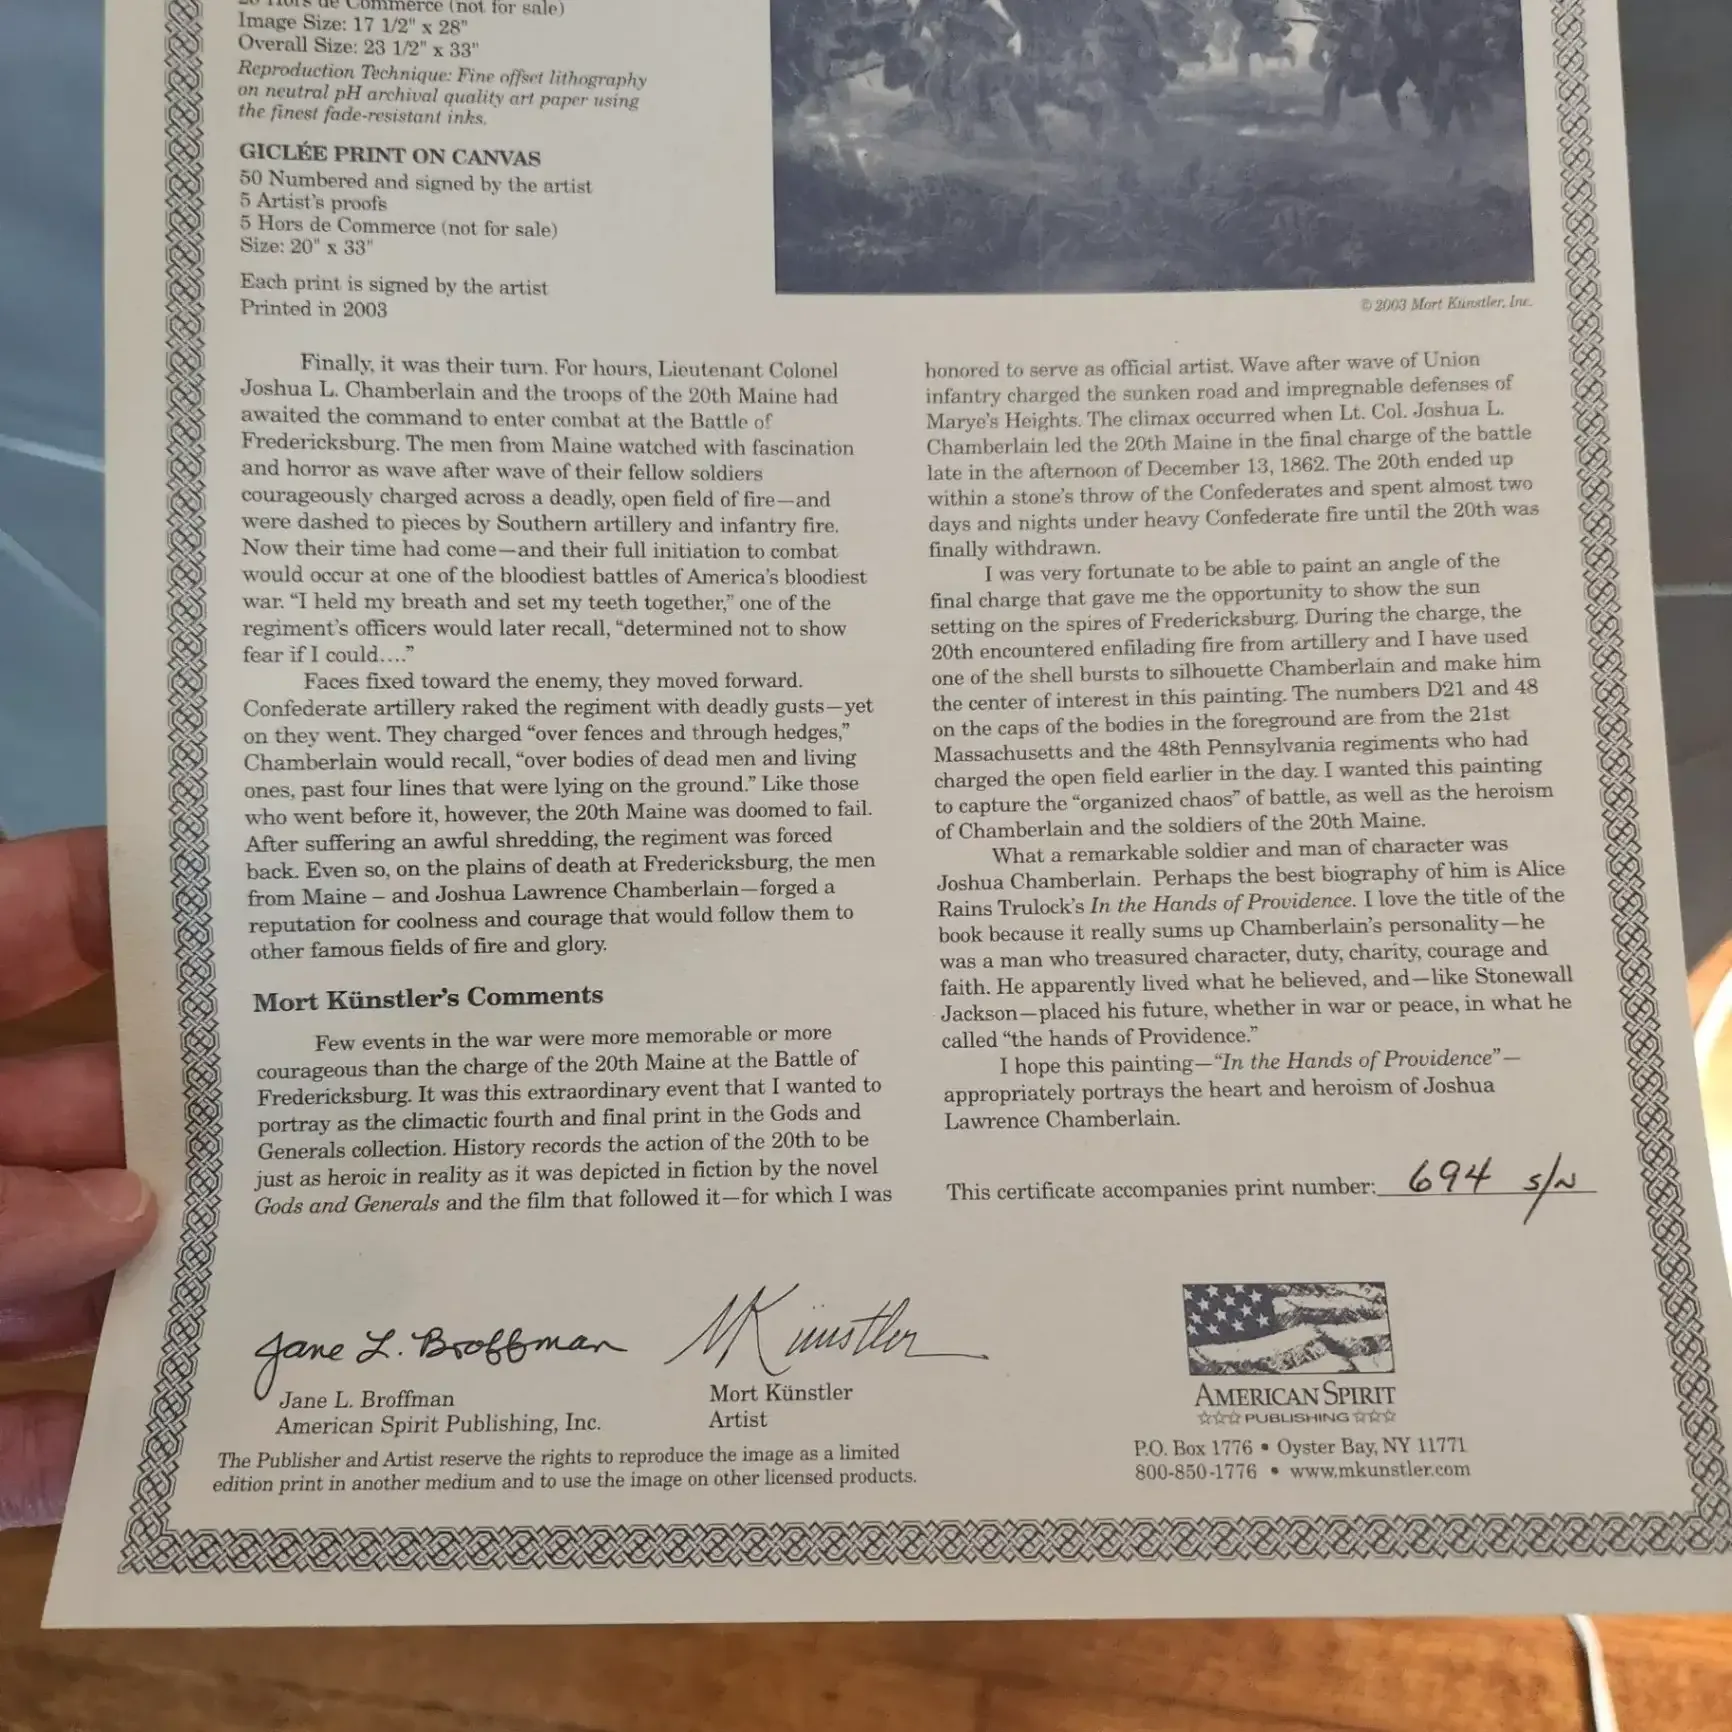 Hors de Commerce (not for sale)
Image Size: 17 1/2" x 28"
Overall Size: 23 1/2" x 33"
Reproduction Technique: Fine offset lithography
on neutral pH archival quality art paper using
the finest fade-resistant inks.
GICLÉE PRINT ON CANVAS
50 Numbered and signed by the artist
5 Artist's proofs
5 Hors de Commerce (not for sale)
Size: 20" x 33"
Each print is signed by the artist
Printed in 2003
© 2003 Mort Künstler, Inc.
Finally, it was their turn. For hours, Lieutenant Colonel
Joshua L. Chamberlain and the troops of the 20th Maine had
awaited the command to enter combat at the Battle of
Fredericksburg. The men from Maine watched with fascination
and horror as wave after wave of their fellow soldiers
courageously charged across a deadly, open field of fire—and
were dashed to pieces by Southern artillery and infantry fire.
Now their time had come—and their full initiation to combat
would occur at one of the bloodiest battles of America's bloodiest
war. “I held my breath and set my teeth together,” one of the
regiment's officers would later recall, “determined not to show
fear if I could....”
Faces fixed toward the enemy, they moved forward.
Confederate artillery raked the regiment with deadly gusts—yet
on they went. They charged “over fences and through hedges,”
Chamberlain would recall, “over bodies of dead men and living
ones, past four lines that were lying on the ground.” Like those
who went before it, however, the 20th Maine was doomed to fail.
After suffering an awful shredding, the regiment was forced
back. Even so, on the plains of death at Fredericksburg, the men
from Maine – and Joshua Lawrence Chamberlain—forged a
reputation for coolness and courage that would follow them to
other famous fields of fire and glory.
Mort Künstler's Comments
Few events in the war were more memorable or more
courageous than the charge of the 20th Maine at the Battle of
Fredericksburg. It was this extraordinary event that I wanted to
portray as the climactic fourth and final print in the Gods and
Generals collection. History records the action of the 20th to be
just as heroic in reality as it was depicted in fiction by the novel
Gods and Generals and the film that followed it—for which I was
honored to serve as official artist. Wave after wave of Union
infantry charged the sunken road and impregnable defenses of
Marye's Heights. The climax occurred when Lt. Col. Joshua L.
Chamberlain led the 20th Maine in the final charge of the battle
late in the afternoon of December 13, 1862. The 20th ended up
within a stone's throw of the Confederates and spent almost two
days and nights under heavy Confederate fire until the 20th was
finally withdrawn.
I was very fortunate to be able to paint an angle of the
final charge that gave me the opportunity to show the sun
setting on the spires of Fredericksburg. During the charge, the
20th encountered enfilading fire from artillery and I have used
one of the shell bursts to silhouette Chamberlain and make him
the center of interest in this painting. The numbers D21 and 48
on the caps of the bodies in the foreground are from the 21st
Massachusetts and the 48th Pennsylvania regiments who had
charged the open field earlier in the day. I wanted this painting
to capture the “organized chaos” of battle, as well as the heroism
of Chamberlain and the soldiers of the 20th Maine.
What a remarkable soldier and man of character was
Joshua Chamberlain. Perhaps the best biography of him is Alice
Rains Trulock's In the Hands of Providence. I love the title of the
book because it really sums up Chamberlain's personality—he
was a man who treasured character, duty, charity, courage and
faith. He apparently lived what he believed, and—like Stonewall
Jackson—placed his future, whether in war or peace, in what he
called “the hands of Providence.”
I hope this painting—“In the Hands of Providence”—
appropriately portrays the heart and heroism of Joshua
Lawrence Chamberlain.
This certificate accompanies print number: 694 S/N
Jane L. Broffman
Jane L. Broffman
American Spirit Publishing, Inc.
MKünstler
Mort Künstler
Artist
The Publisher and Artist reserve the rights to reproduce the image as a limited
edition print in another medium and to use the image on other licensed products.
AMERICAN SPIRIT
☆☆☆ PUBLISHING ☆☆☆
P.O. Box 1776 • Oyster Bay, NY 11771
800-850-1776 • www.mkunstler.com